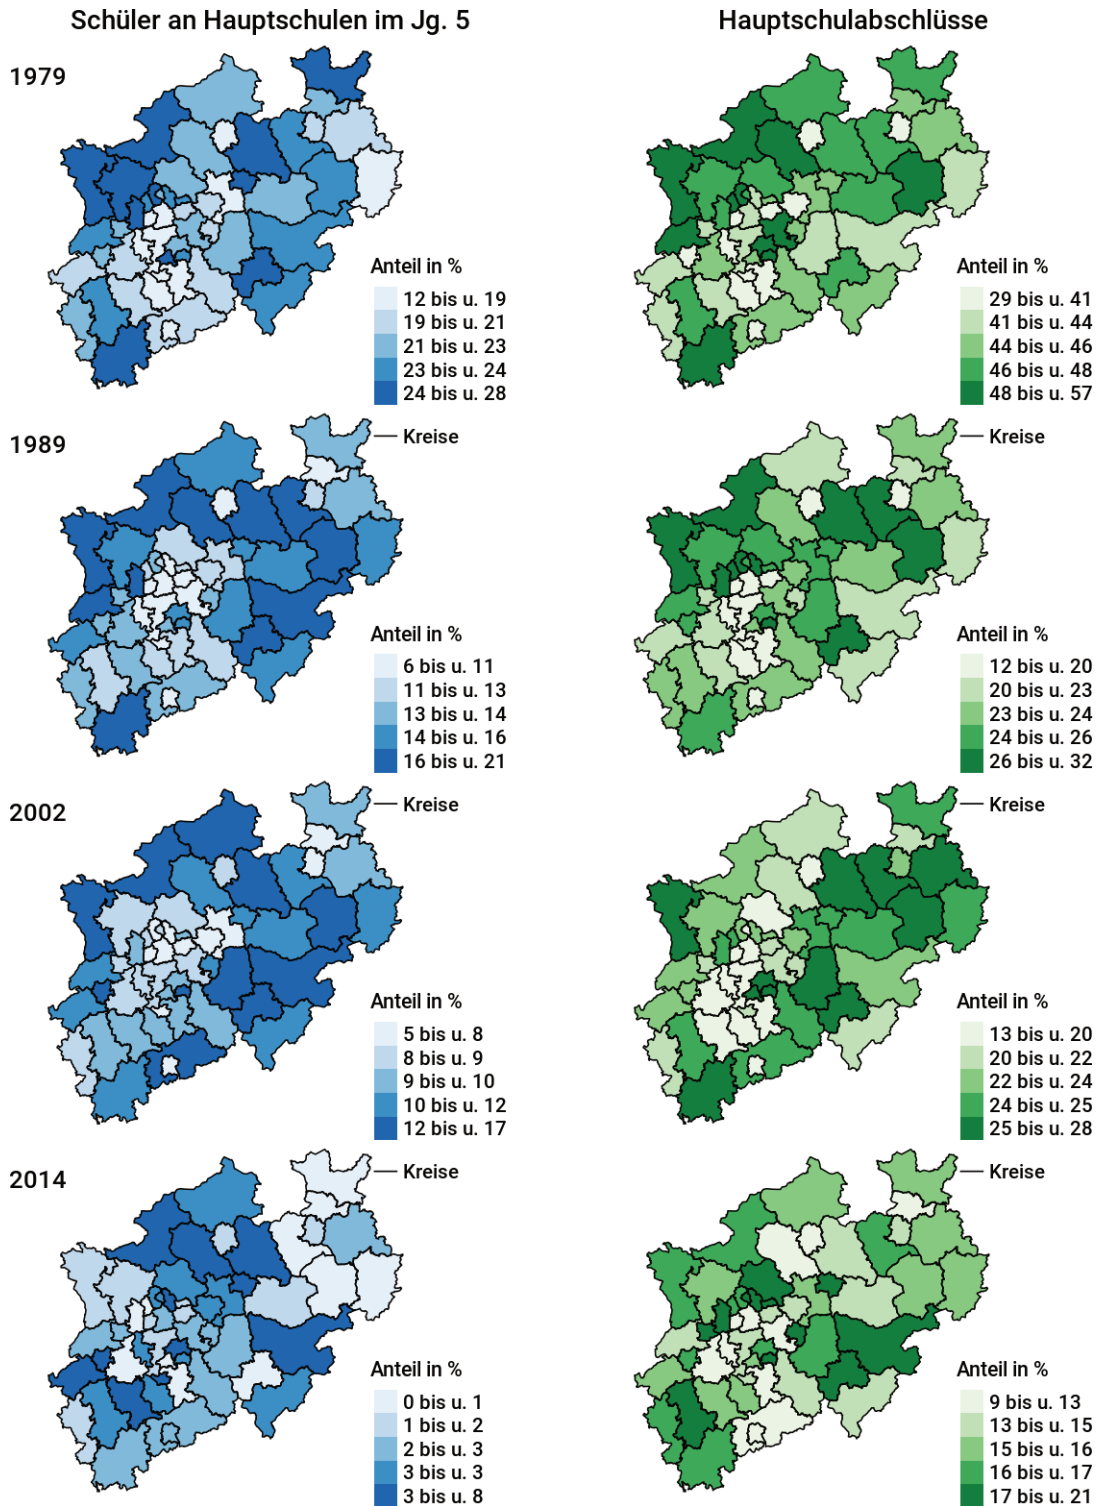 Schüler an Hauptschulen im Jg. 5
Hauptschulabschlüsse
1979
Anteil in %
12 bis u. 19
19 bis u. 21
21 bis u. 23
23 bis u. 24
24 bis u. 28
Anteil in %
29 bis u. 41
41 bis u. 44
44 bis u. 46
46 bis u. 48
48 bis u. 57
1989
Kreise
Anteil in %
6 bis u. 11
11 bis u. 13
13 bis u. 14
14 bis u. 16
16 bis u. 21
Kreise
Anteil in %
12 bis u. 20
20 bis u. 23
23 bis u. 24
24 bis u. 26
26 bis u. 32
2002
Kreise
Anteil in %
5 bis u. 8
8 bis u. 9
9 bis u. 10
10 bis u. 12
12 bis u. 17
Kreise
Anteil in %
13 bis u. 20
20 bis u. 22
22 bis u. 24
24 bis u. 25
25 bis u. 28
2014
Kreise
Anteil in %
0 bis u. 1
1 bis u. 2
2 bis u. 3
3 bis u. 3
3 bis u. 8
Kreise
Anteil in %
9 bis u. 13
13 bis u. 15
15 bis u. 16
16 bis u. 17
17 bis u. 21